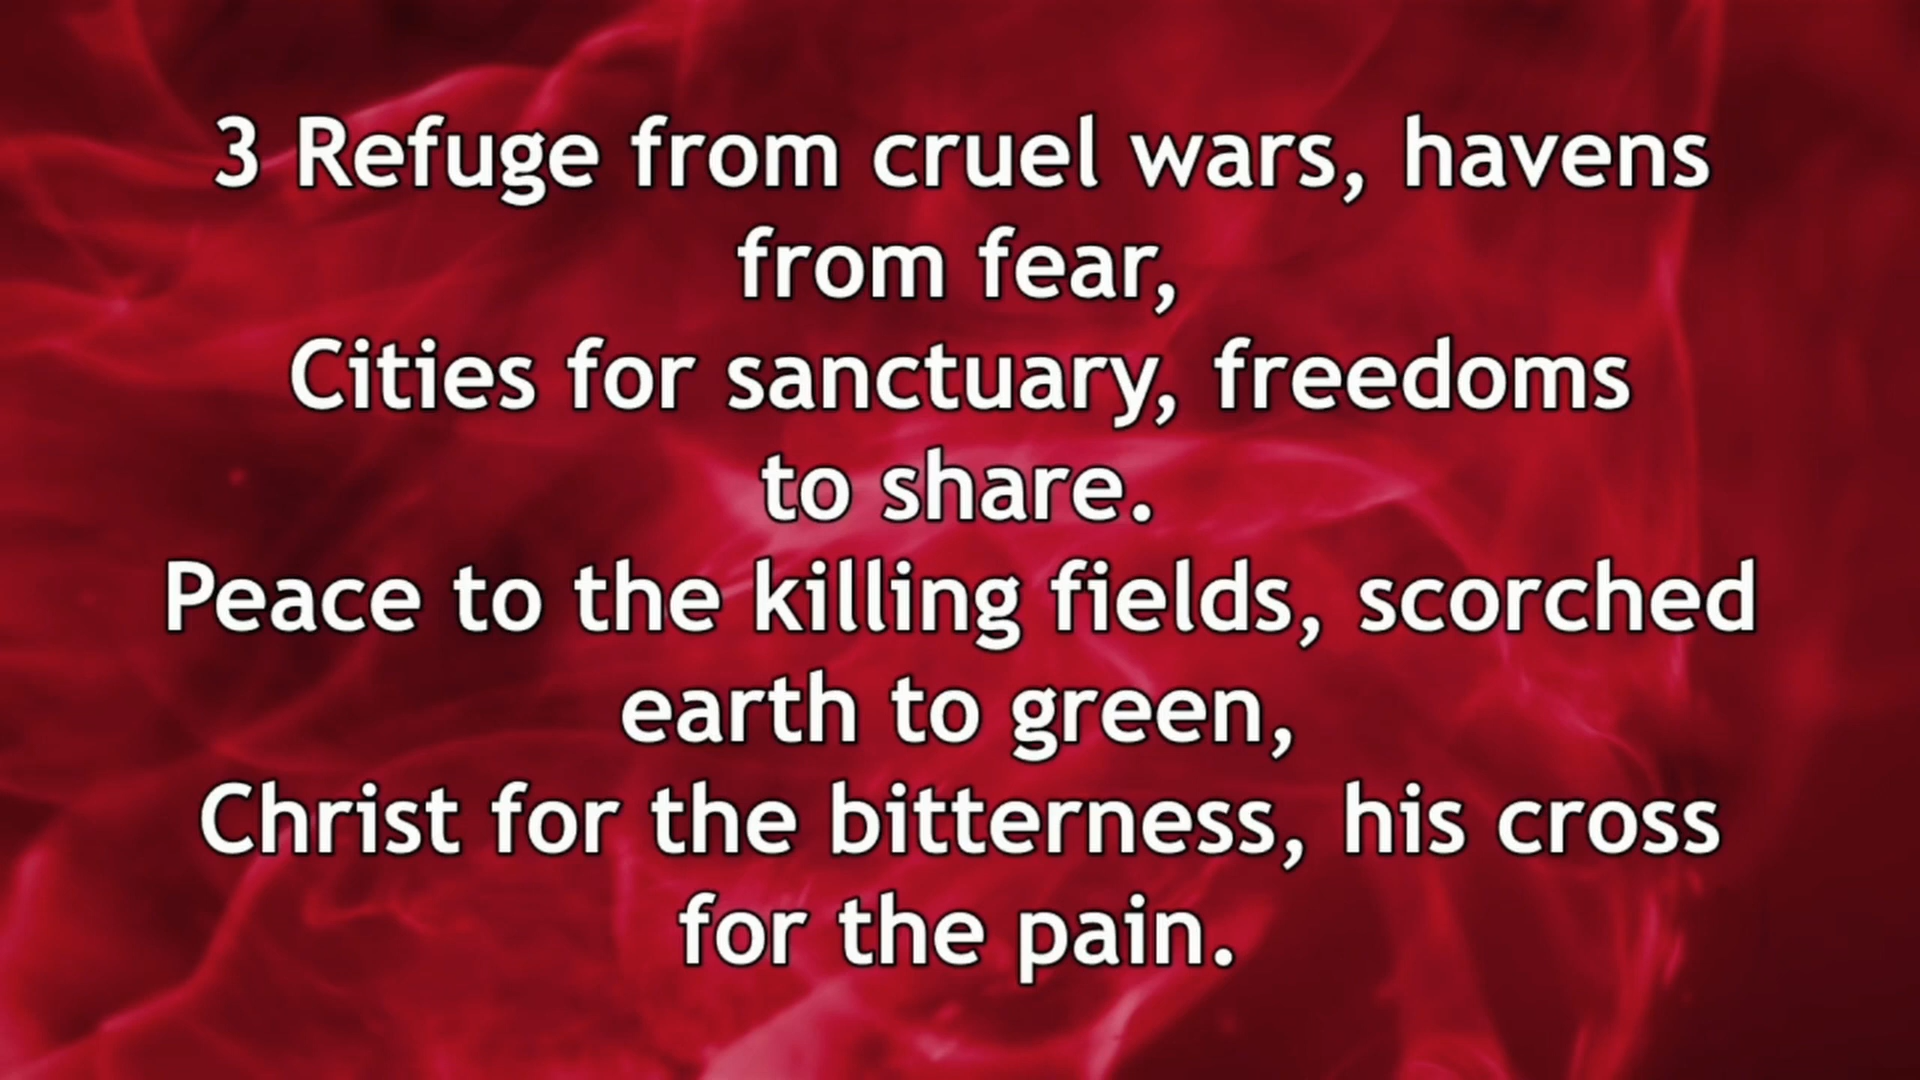 3 Refuge from cruel wars, havens
from fear,
Cities for sanctuary, freedoms
to share.
Peace to the killing fields, scorched
earth to green,
Christ for the bitterness, his cross
for the pain.